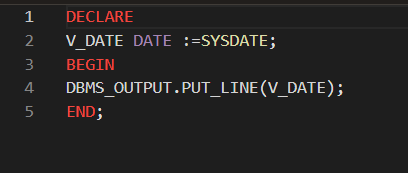 1 DECLARE
2 V_DATE DATE :=SYSDATE;
3 BEGIN
4 DBMS_OUTPUT.PUT_LINE(V_DATE);
5 END;